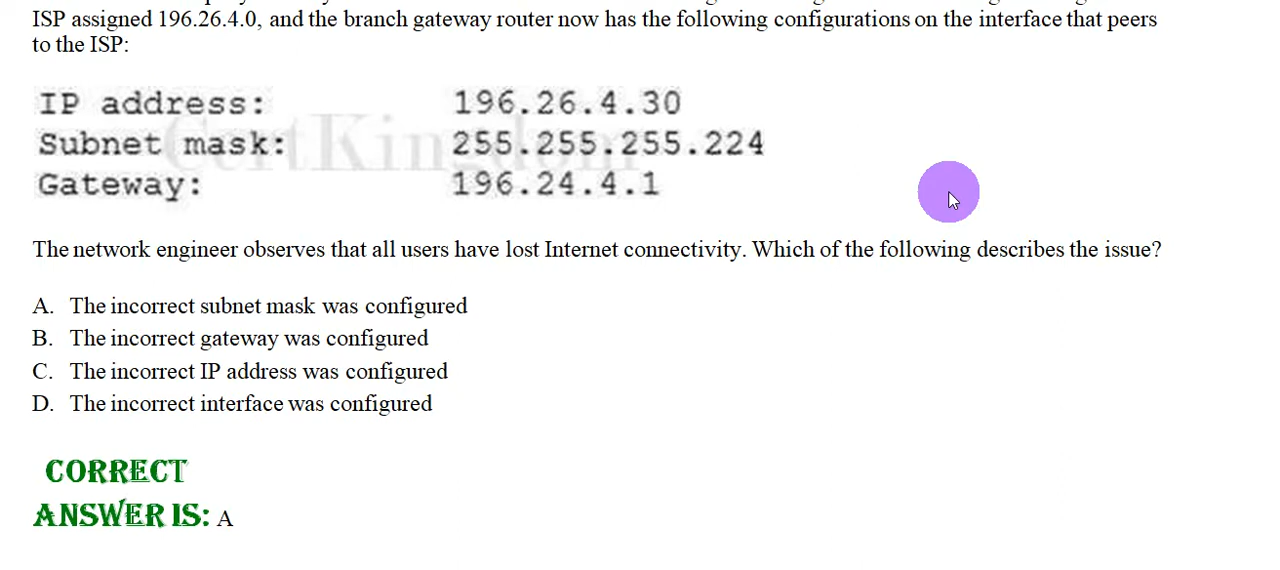 ISP assigned 196.26.4.0, and the branch gateway router now has the following configurations on the interface that peers
to the ISP:
IP address: 196.26.4.30
Subnet mask: 255.255.255.224
Gateway: 196.24.4.1
CertKingdom
The network engineer observes that all users have lost Internet connectivity. Which of the following describes the issue?
A. The incorrect subnet mask was configured
B. The incorrect gateway was configured
C. The incorrect IP address was configured
D. The incorrect interface was configured
CORRECT
ANSWER IS: A